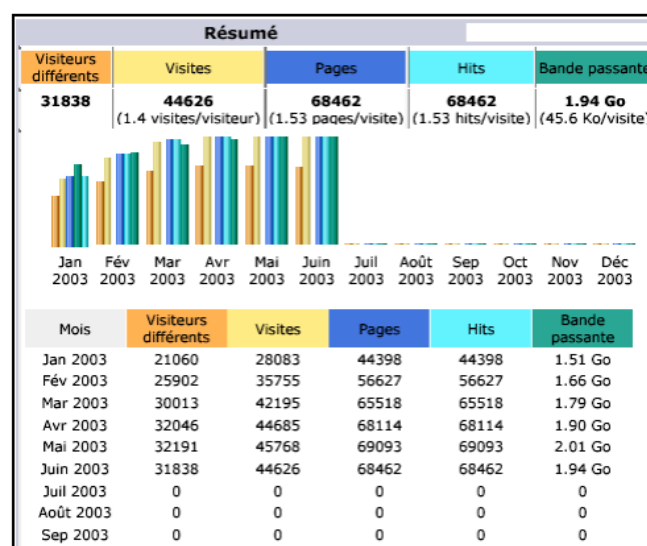 Résumé
Visiteurs différents Visites Pages Hits Bande passante
31838 44626 68462 68462 1.94 Go
(1.4 visites/visiteur) (1.53 pages/visite) (1.53 hits/visite) (45.6 Ko/visite)
Jan Fév Mar Avr Mai Juin Juil Août Sep Oct Nov Déc
2003 2003 2003 2003 2003 2003 2003 2003 2003 2003 2003 2003
Mois Visiteurs différents Visites Pages Hits Bande passante
Jan 2003 21060 28083 44398 44398 1.51 Go
Fév 2003 25902 35755 56627 56627 1.66 Go
Mar 2003 30013 42195 65518 65518 1.79 Go
Avr 2003 32046 44685 68114 68114 1.90 Go
Mai 2003 32191 45768 69093 69093 2.01 Go
Juin 2003 31838 44626 68462 68462 1.94 Go
Juil 2003 0 0 0 0 0
Août 2003 0 0 0 0 0
Sep 2003 0 0 0 0 0